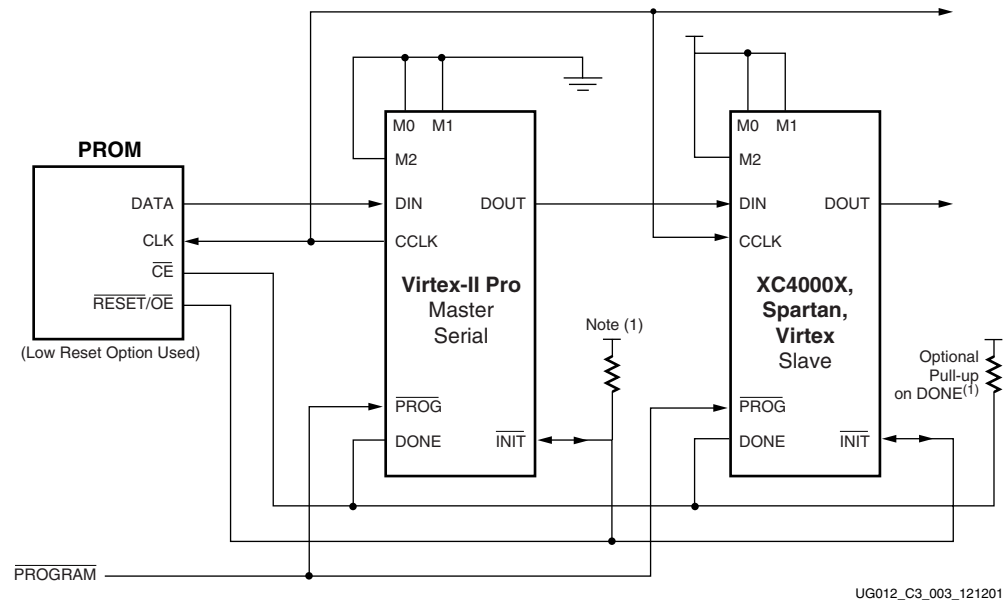 PROM
DATA
CLK
CE
RESET/OE
(Low Reset Option Used)
M0 M1
M2
DIN DOUT
CCLK
Virtex-II Pro
Master
Serial
PROG
DONE INIT
Note (1)
M0 M1
M2
DIN DOUT
CCLK
XC4000X,
Spartan,
Virtex
Slave
PROG
DONE INIT
Optional
Pull-up
on DONE(1)
PROGRAM
UG012_C3_003_121201